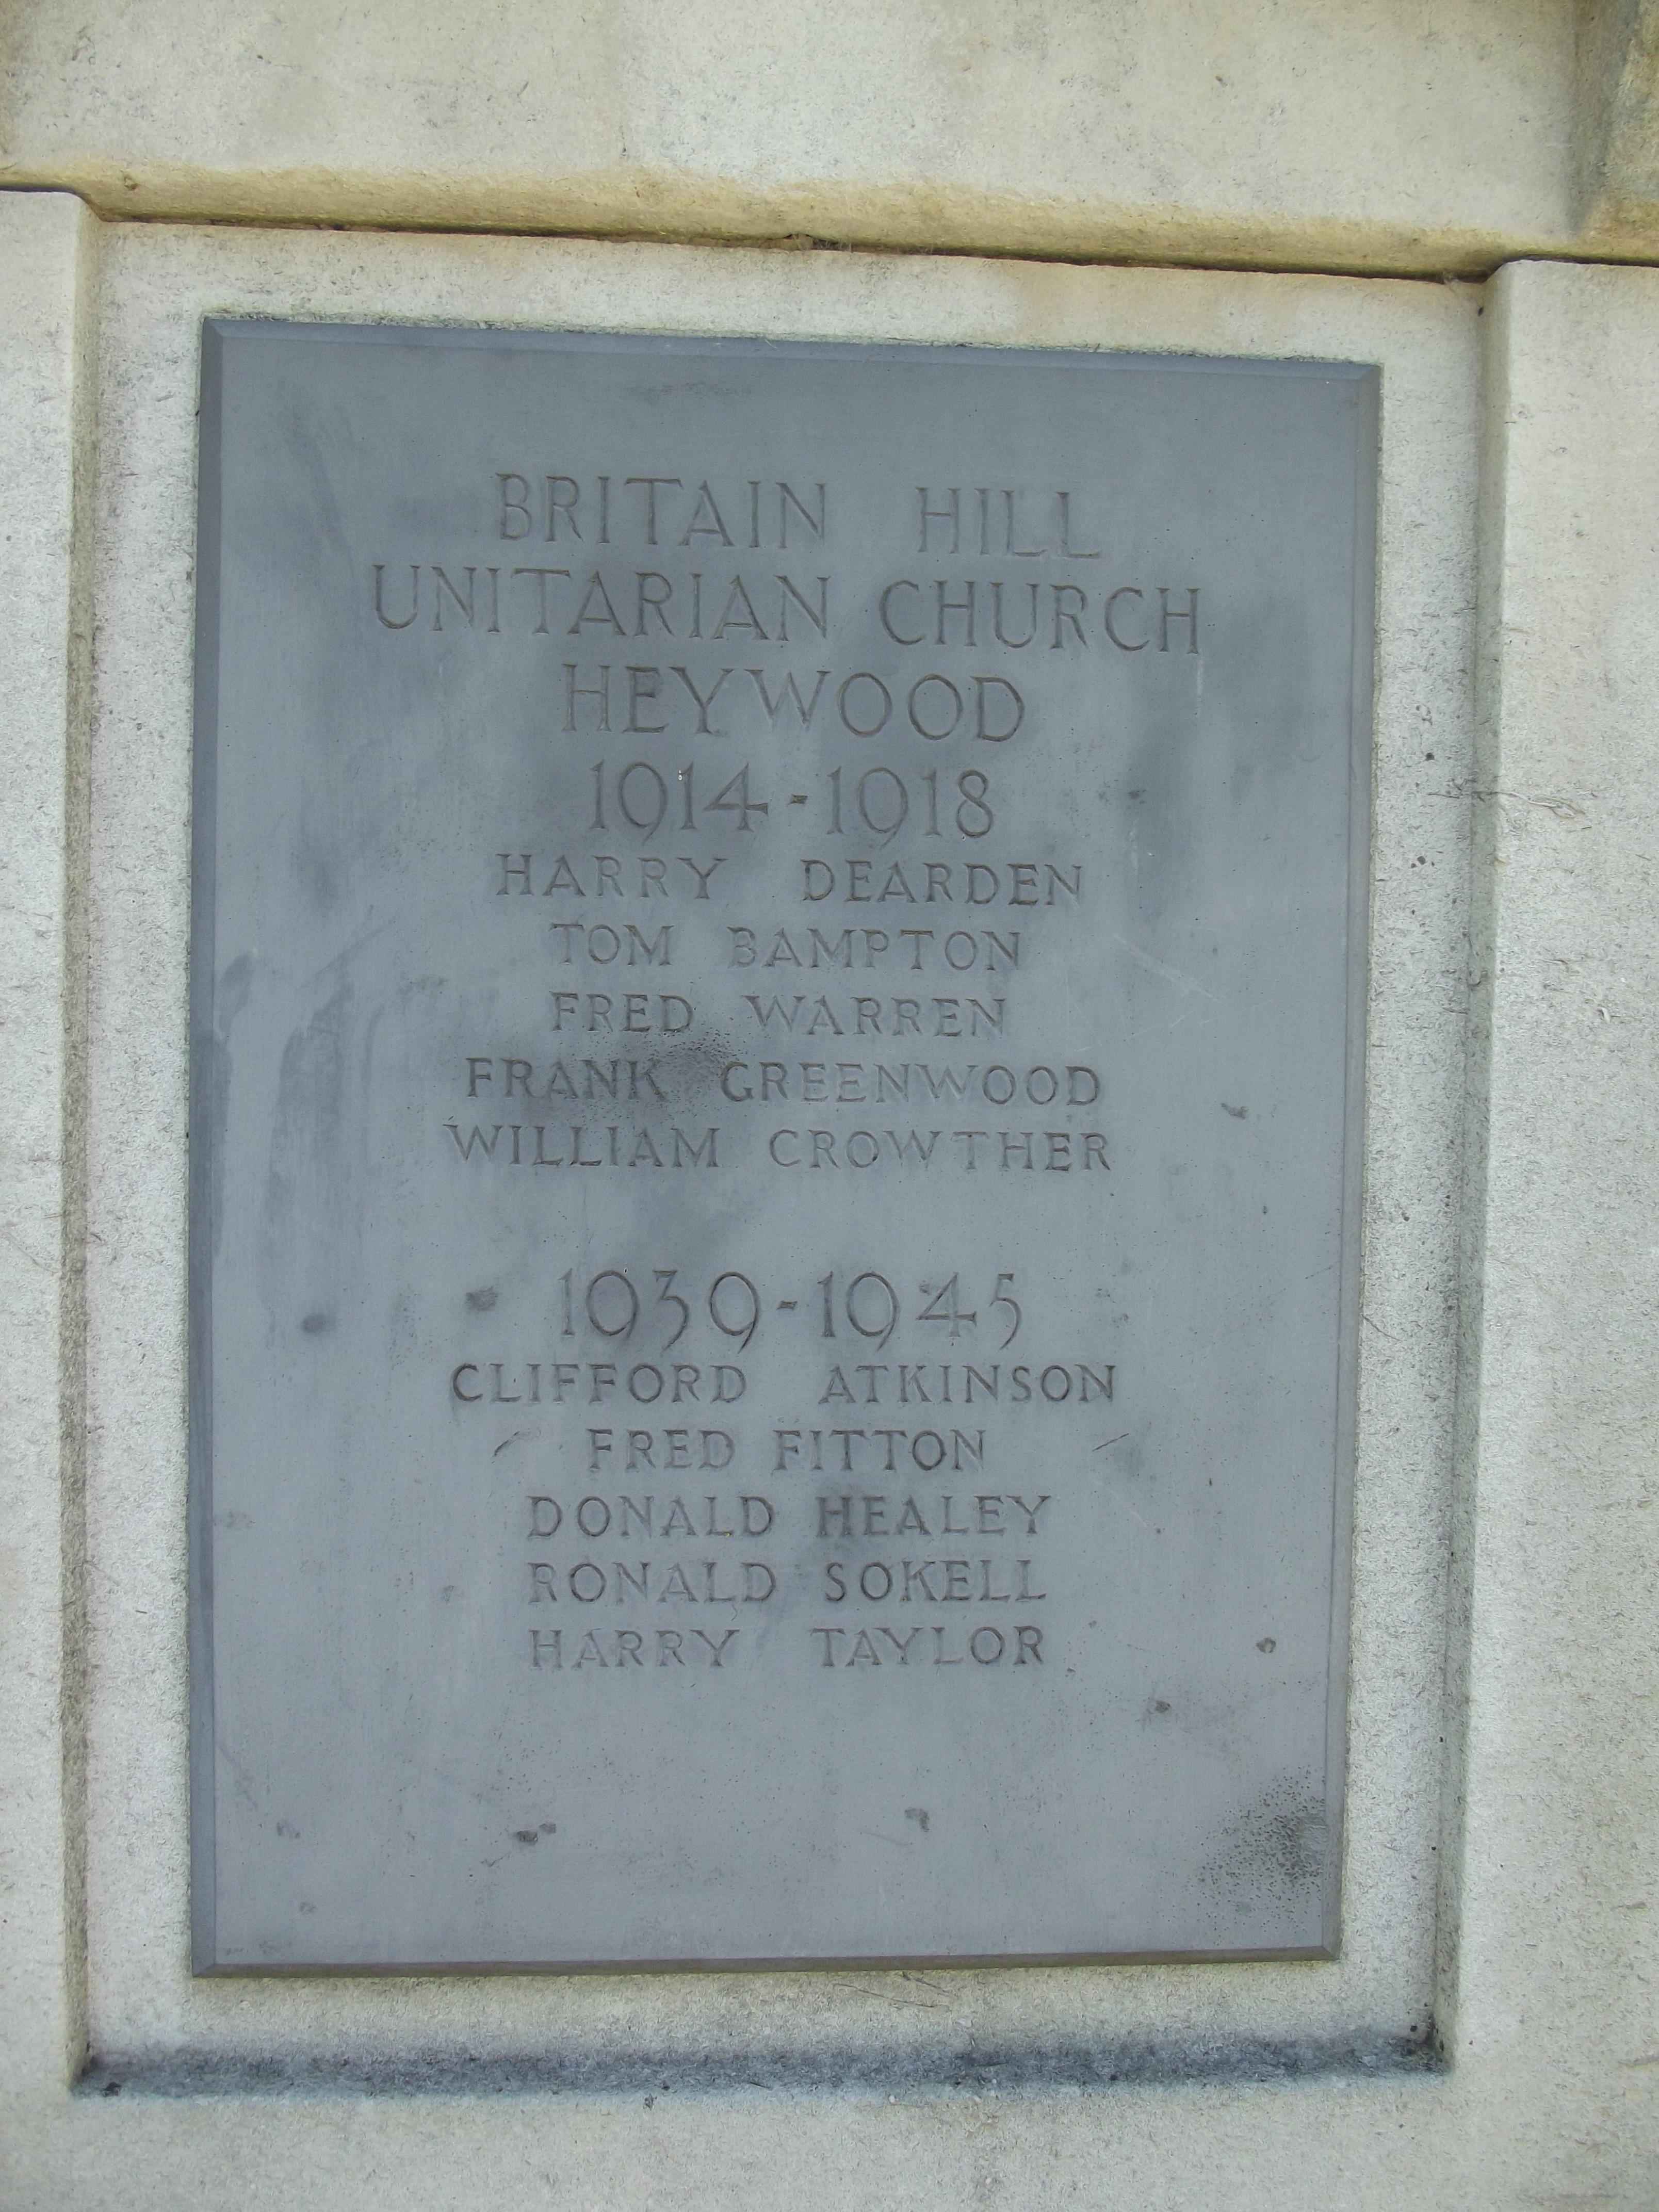 BRITAIN HILL
UNITARIAN CHURCH
HEYWOOD
1914-1918
HARRY DEARDEN
TOM BAMPTON
FRED WARREN
FRANK GREENWOOD
WILLIAM CROWTHER
1939-1945
CLIFFORD ATKINSON
FRED FITTON
DONALD HEALEY
RONALD SOKELL
HARRY TAYLOR